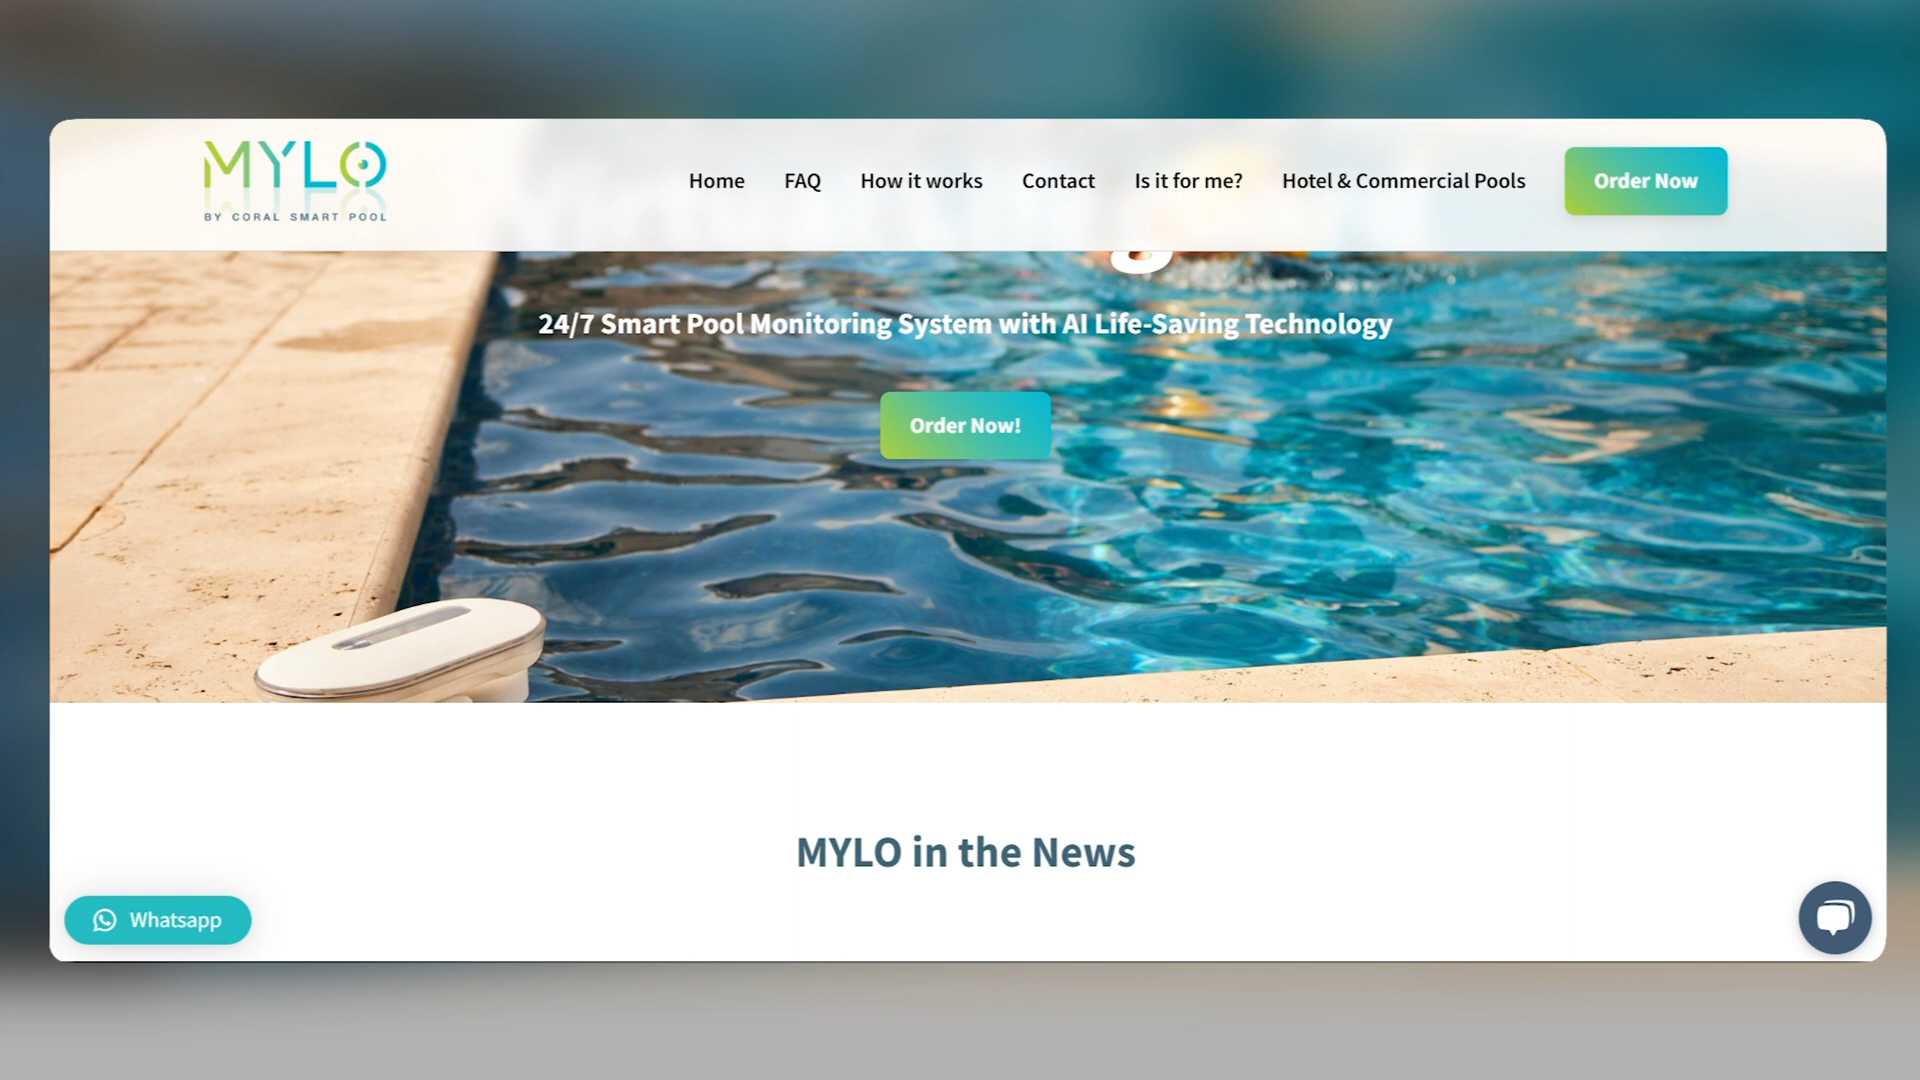 MYLO
BY CORAL SMART POOL
Home
FAQ
How it works
Contact
Is it for me?
Hotel & Commercial Pools
Order Now
24/7 Smart Pool Monitoring System with AI Life-Saving Technology
Order Now!
MYLO in the News
Whatsapp